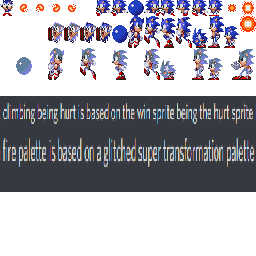 climbing being hurt is based on the win sprite being the hurt sprite
fire palette is based on a glitched super transformation palette